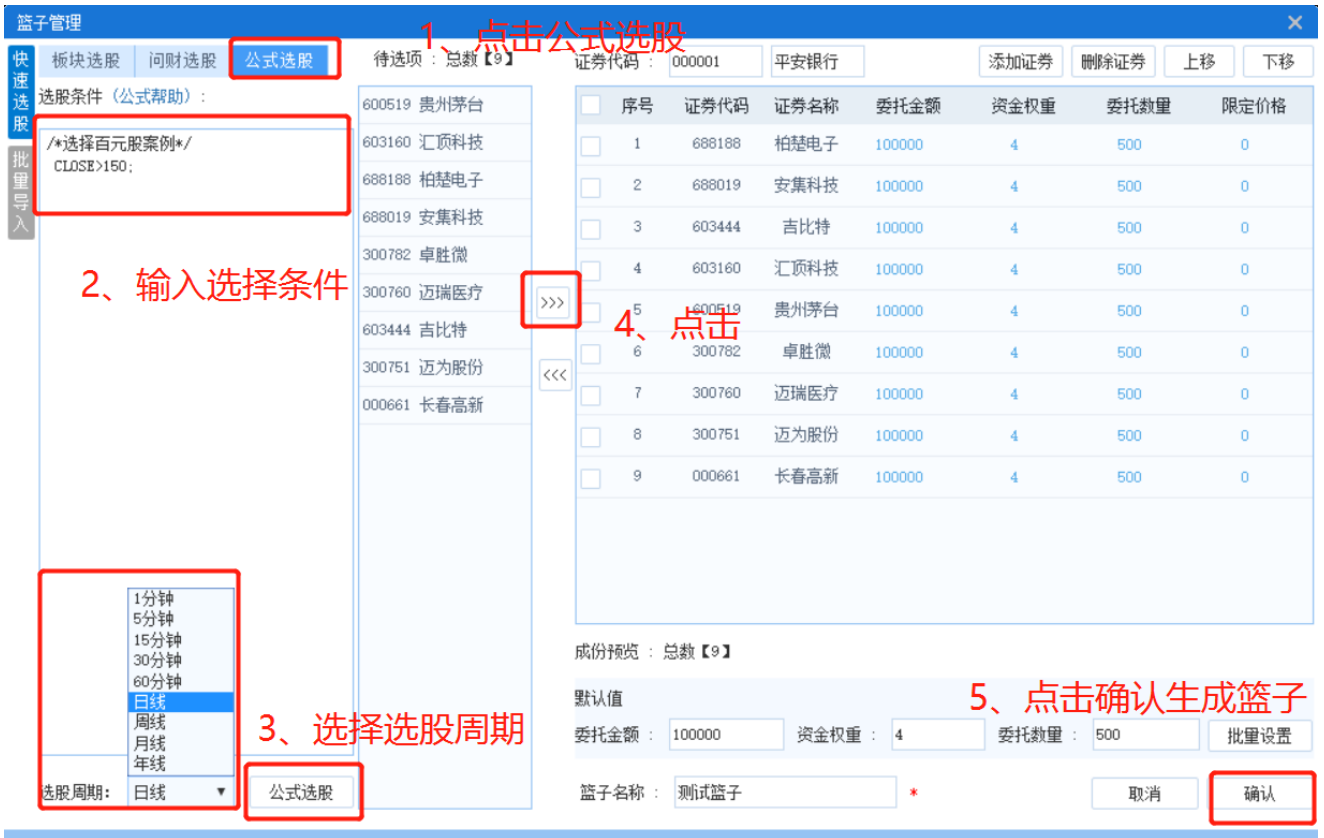 篮子管理
1、点击公式选股
快速选股
批量导入
板块选股 问财选股 公式选股
待选项 : 总数【9】
证券代码 : 000001 平安银行 添加证券 删除证券 上移 下移
选股条件（公式帮助）:
/*选择百元股案例*/
CLOSE>150;
2、输入选择条件
600519 贵州茅台
603160 汇顶科技
688188 柏楚电子
688019 安集科技
300782 卓胜微
300760 迈瑞医疗
603444 吉比特
300751 迈为股份
000661 长春高新
>>>
<<<
4、点击
序号 证券代码 证券名称 委托金额 资金权重 委托数量 限定价格
1 688188 柏楚电子 100000 4 500 0
2 688019 安集科技 100000 4 500 0
3 603444 吉比特 100000 4 500 0
4 603160 汇顶科技 100000 4 500 0
5 600519 贵州茅台 100000 4 500 0
6 300782 卓胜微 100000 4 500 0
7 300760 迈瑞医疗 100000 4 500 0
8 300751 迈为股份 100000 4 500 0
9 000661 长春高新 100000 4 500 0
1分钟
5分钟
15分钟
30分钟
60分钟
日线
周线
月线
年线
3、选择选股周期
选股周期: 日线 公式选股
成份预览 : 总数【9】
默认值
5、点击确认生成篮子
委托金额 : 100000 资金权重 : 4 委托数量 : 500 批量设置
篮子名称 : 测试篮子 * 取消 确认